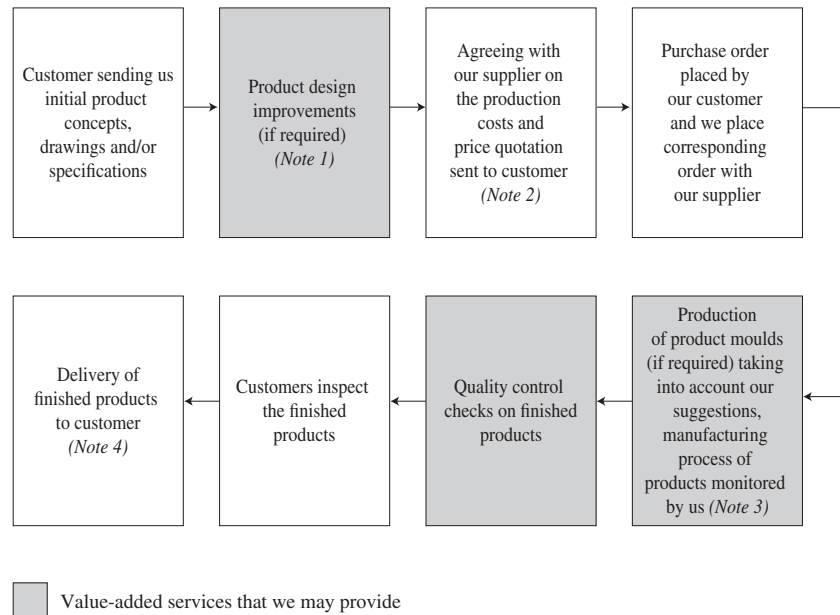 Customer sending us
initial product
concepts,
drawings and/or
specifications
Product design
improvements
(if required)
(Note 1)
Agreeing with
our supplier on
the production
costs and
price quotation
sent to customer
(Note 2)
Purchase order
placed by
our customer
and we place
corresponding
order with
our supplier
Production
of product moulds
(if required) taking
into account our
suggestions,
manufacturing
process of
products monitored
by us (Note 3)
Quality control
checks on finished
products
Customers inspect
the finished
products
Delivery of
finished products
to customer
(Note 4)
Value-added services that we may provide